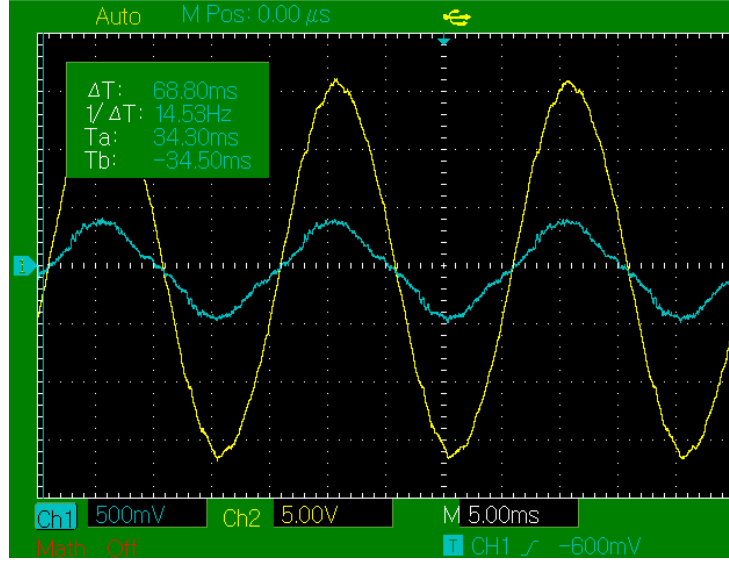 Auto M Pos: 0.00 μs
ΔT: 68.80ms
1/ΔT: 14.53Hz
Ta: 34.30ms
Tb: -34.50ms
1
Ch1 500mV Ch2 5.00V M 5.00ms
Math Off T CH1 -600mV